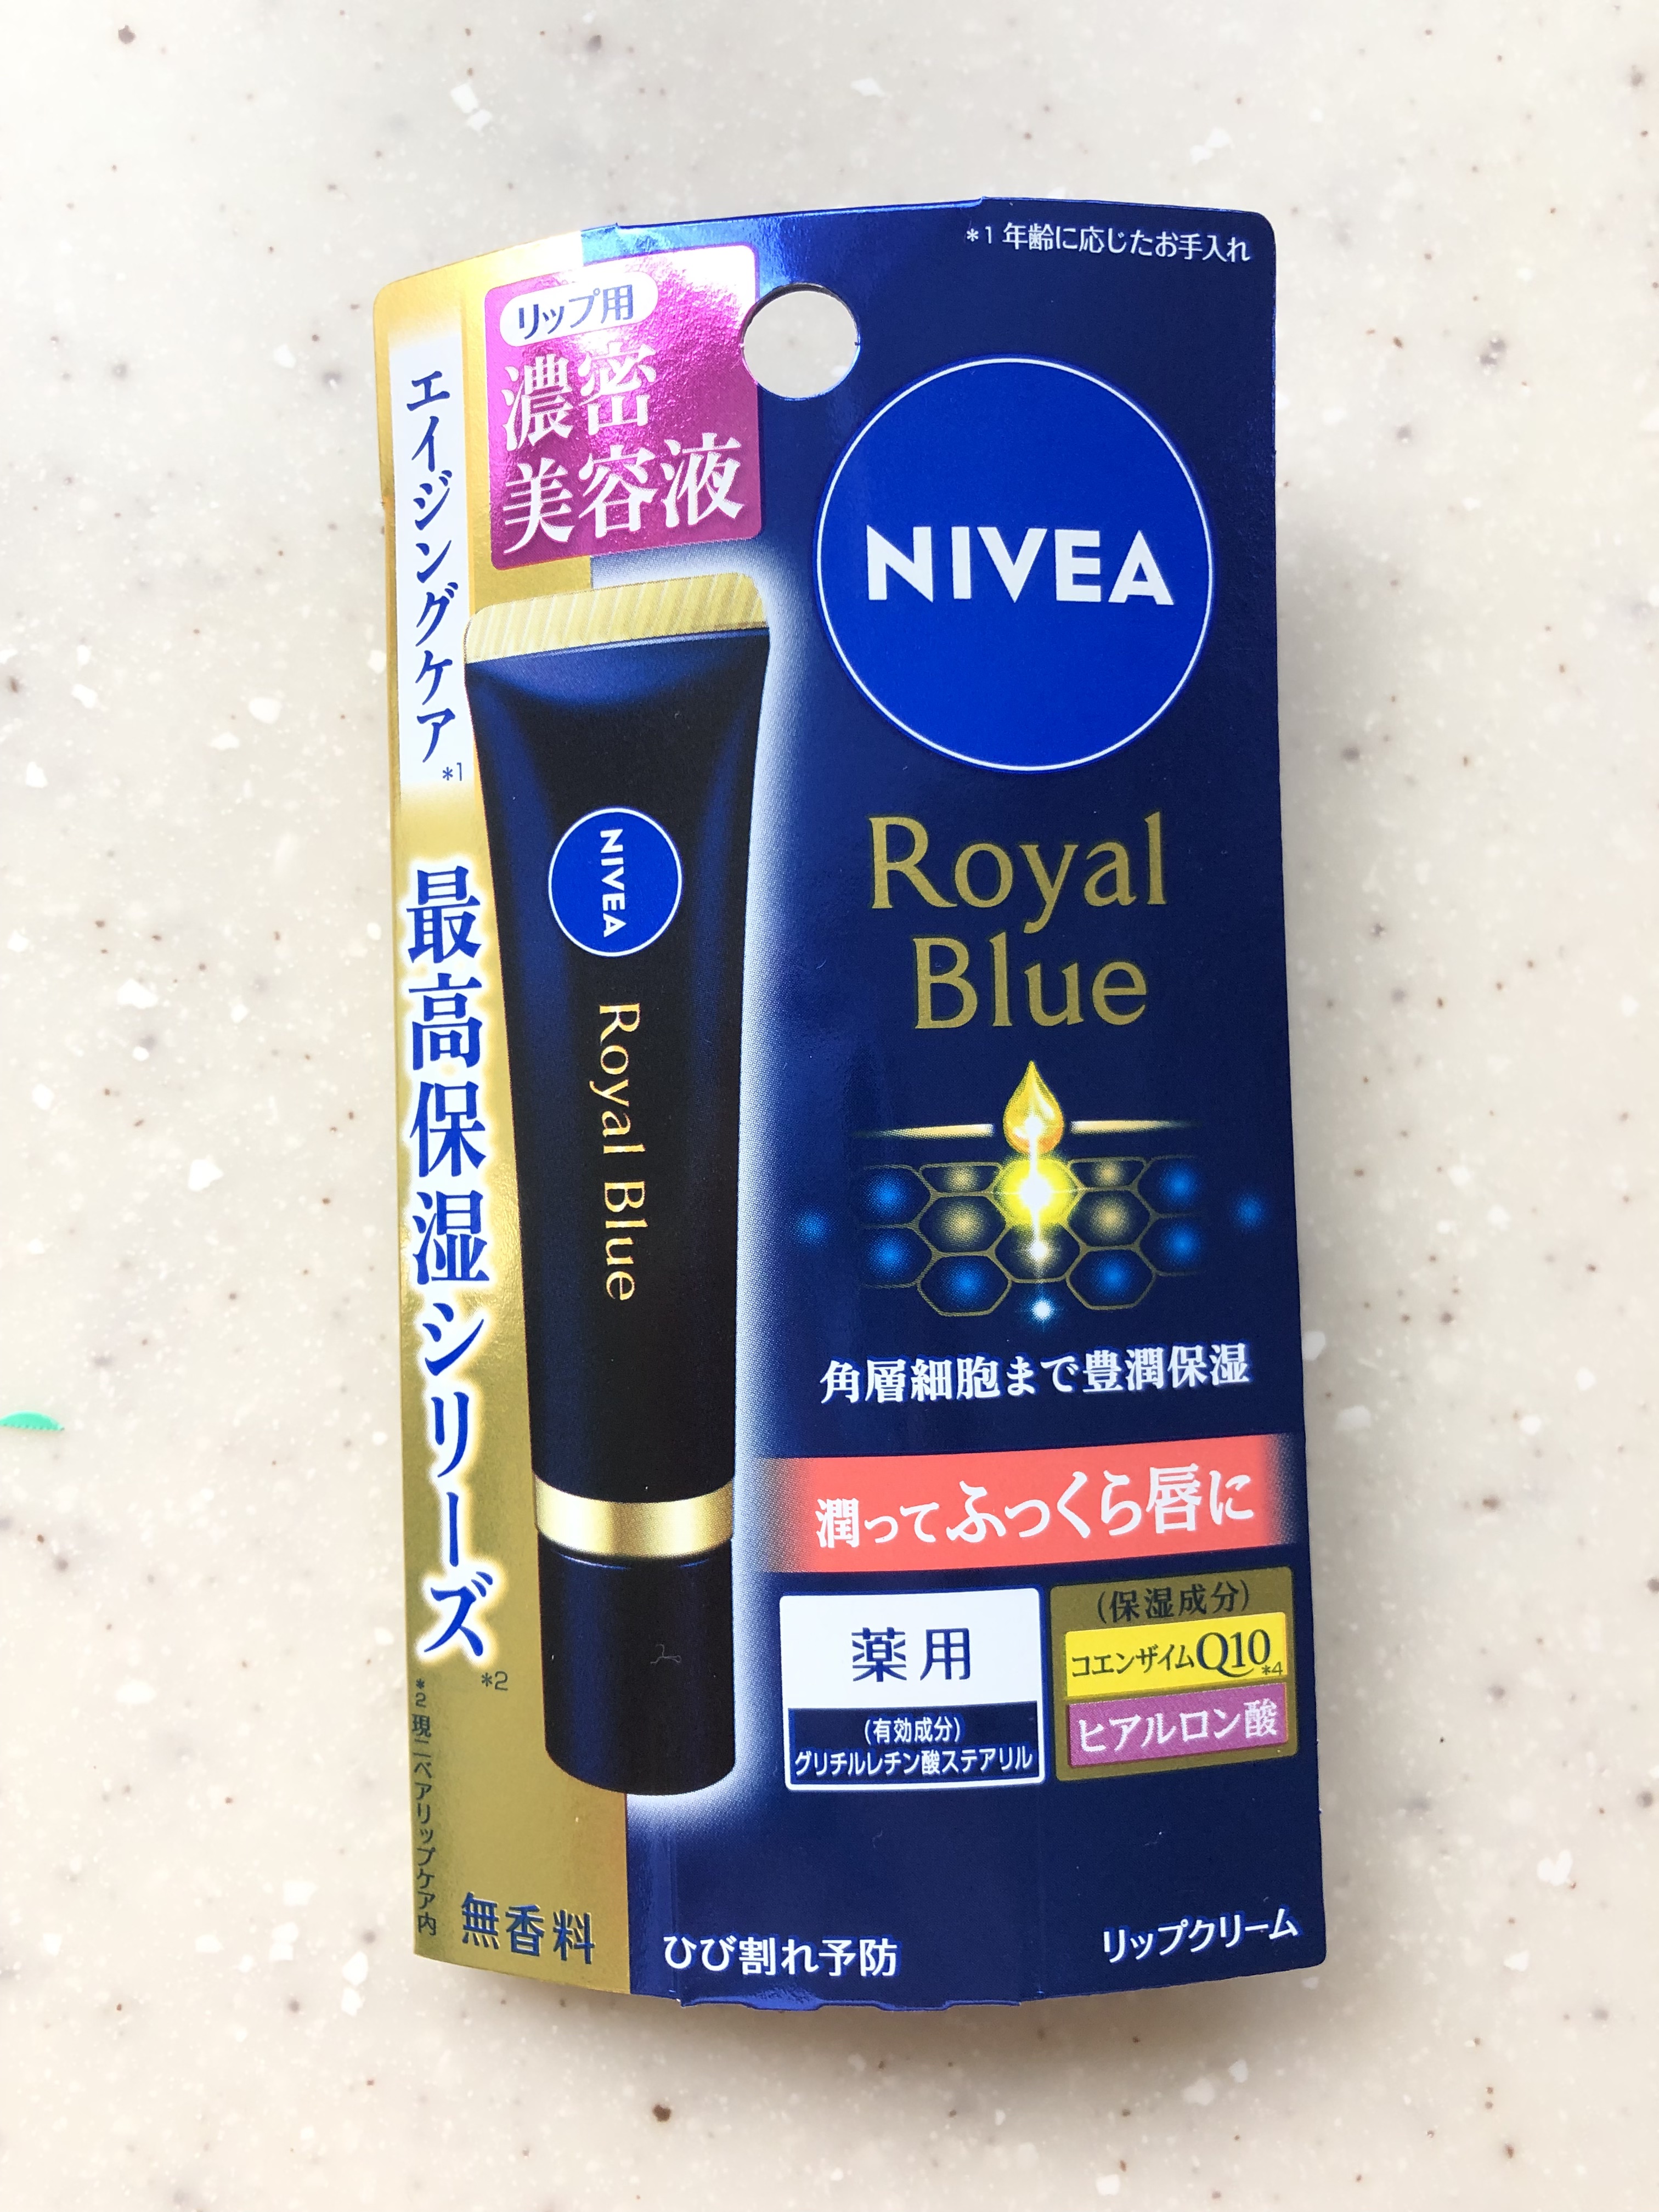 *1 年齢に応じたお手入れ
リップ用
濃密
美容液
エイジングケア*1
最高保湿シリーズ*2
*2 現ニベアリップケア内
無香料
NIVEA
Royal Blue
NIVEA
Royal
Blue
角層細胞まで豊潤保湿
潤ってふっくら唇に
薬用
(有効成分)
グリチルレチン酸ステアリル
(保湿成分)
コエンザイムQ10*4
ヒアルロン酸
ひび割れ予防
リップクリーム